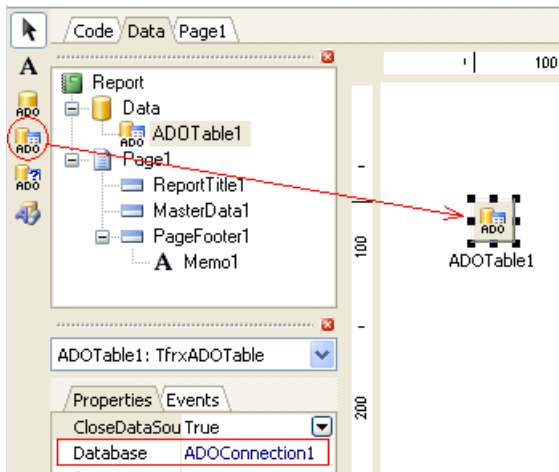 Code Data Page1
A
ADO
ADO
ADO
100
Report
Data
ADO ADOTable1
Page1
ReportTitle1
MasterData1
PageFooter1
A Memo1
100
200
ADO
ADOTable1
ADOTable1: TfrxADOTable
Properties Events
CloseDataSou True
Database ADOConnection1